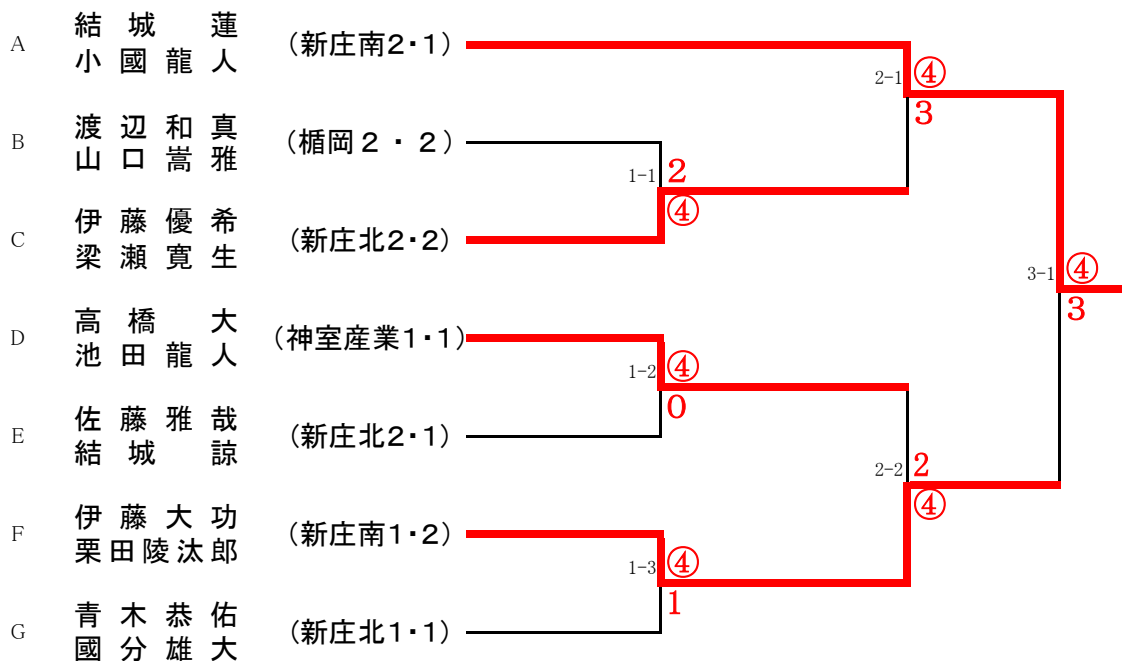 A 結城 蓮 (新庄南2・1)
小國龍人
2-1 ④
3
B 渡辺和真 (楯岡2・2)
山口嵩雅
1-1 2
④
C 伊藤優希 (新庄北2・2)
梁瀬寛生
3-1 ④
3
D 高橋 大 (神室産業1・1)
池田龍人
1-2 ④
0
E 佐藤雅哉 (新庄北2・1)
結城 諒
2-2 2
④
F 伊藤大功 (新庄南1・2)
栗田陵汰郎
1-3 ④
1
G 青木恭佑 (新庄北1・1)
國分雄大